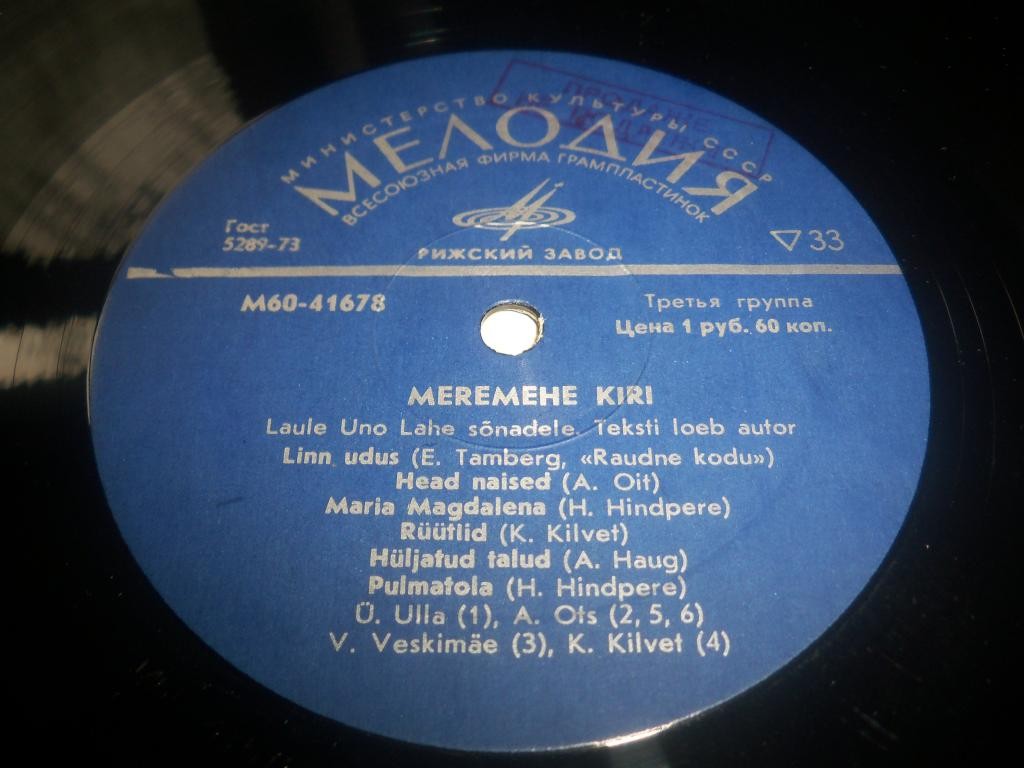 МИНИСТЕРСТВО КУЛЬТУРЫ СССР
МЕЛОДИЯ
ВСЕСОЮЗНАЯ ФИРМА ГРАМПЛАСТИНОК
Гост
5289-73
РИЖСКИЙ ЗАВОД
▽33
М60-41678
Третья группа
Цена 1 руб. 60 коп.
MEREMEHE KIRI
Laule Uno Lahe sõnadele. Teksti loeb autor
Linn udus (E. Tamberg, «Raudne kodu»)
Head naised (A. Oit)
Maria Magdalena (H. Hindpere)
Rüütlid (K. Kilvet)
Hüljatud talud (A. Haug)
Pulmatola (H. Hindpere)
Ü. Ulla (1), A. Ots (2, 5, 6)
V. Veskimäe (3), K. Kilvet (4)